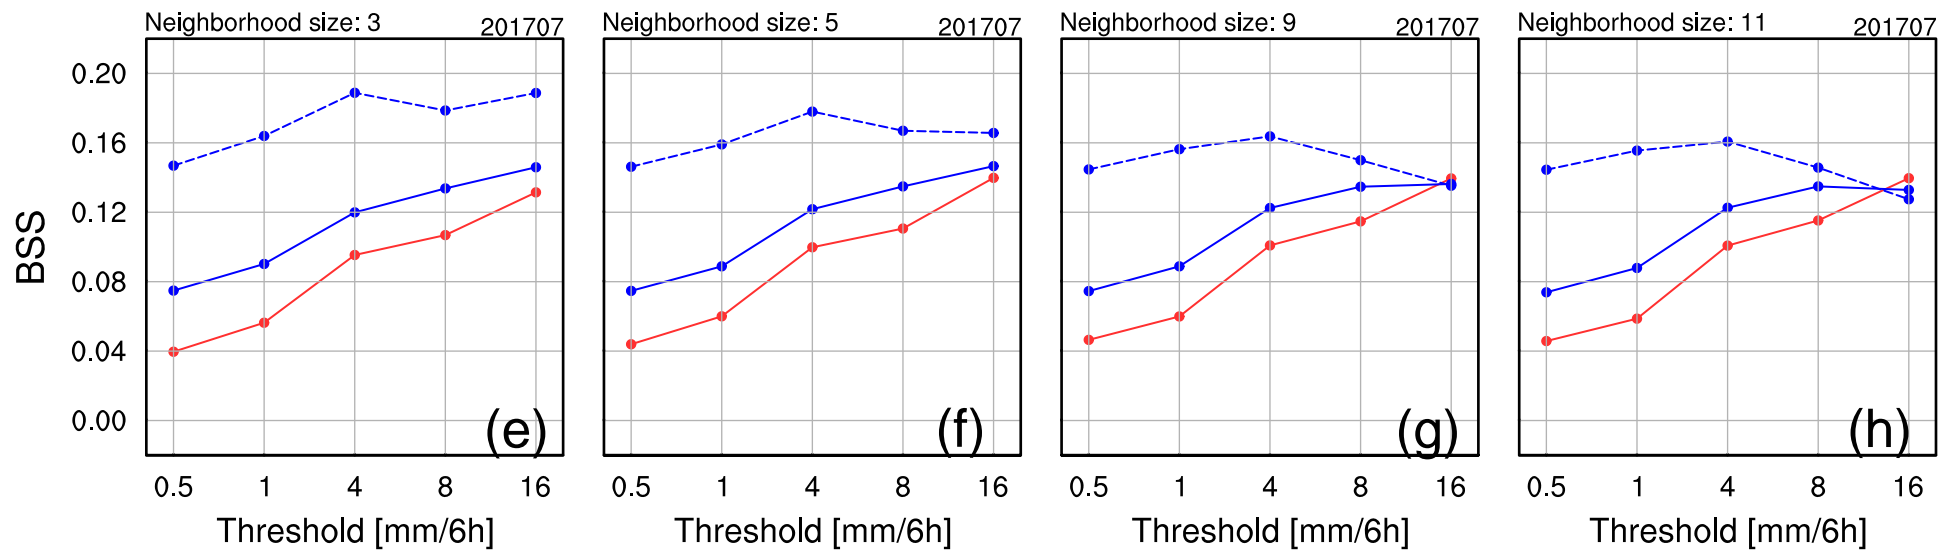 Neighborhood size: 3 201707
Neighborhood size: 5 201707
Neighborhood size: 9 201707
Neighborhood size: 11 201707
BSS
0.20
0.16
0.12
0.08
0.04
0.00
(e)
(f)
(g)
(h)
0.5 1 4 8 16
0.5 1 4 8 16
0.5 1 4 8 16
0.5 1 4 8 16
Threshold [mm/6h]
Threshold [mm/6h]
Threshold [mm/6h]
Threshold [mm/6h]